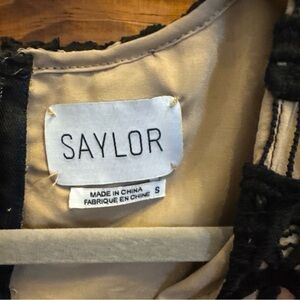 SAYLOR
MADE IN CHINA
FABRIQUE EN CHINE
S